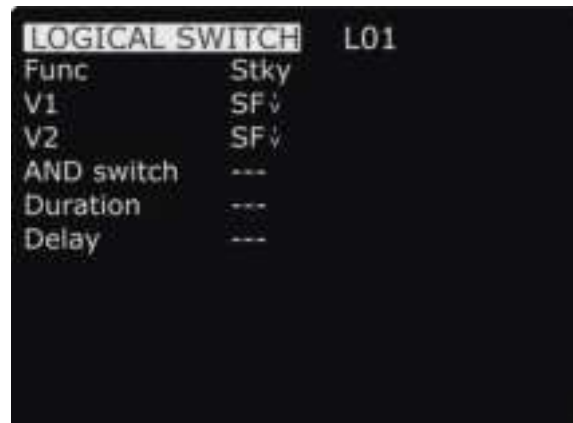 LOGICAL SWITCH L01
Func Stky
V1 SF↓
V2 SF↓
AND switch ---
Duration ---
Delay ---